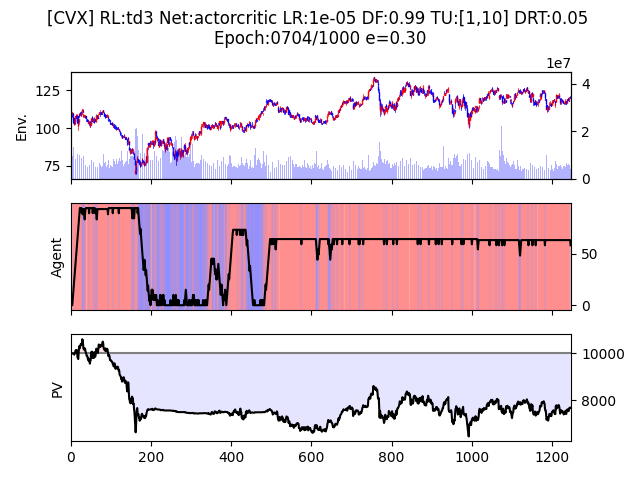 [CVX] RL:td3 Net:actorcritic LR:1e-05 DF:0.99 TU:[1,10] DRT:0.05
Epoch:0704/1000 e=0.30
1e7
125
100
75
Env.
4
2
0
Agent
50
0
PV
10000
8000
0 200 400 600 800 1000 1200